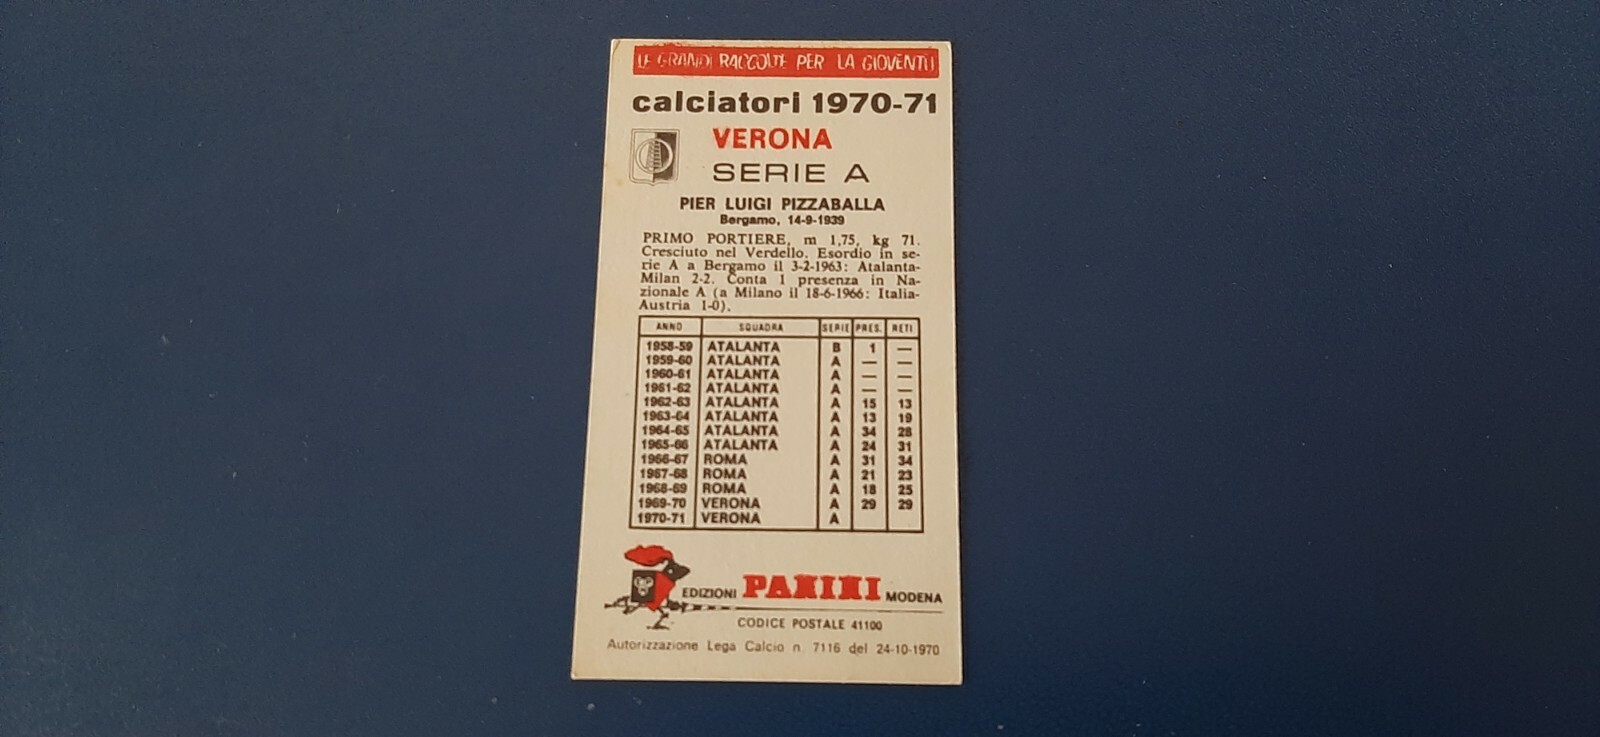 LE GRANDI RACCOLTE PER LA GIOVENTÙ
calciatori 1970-71
VERONA
SERIE A
PIER LUIGI PIZZABALLA
Bergamo, 14-9-1939
PRIMO PORTIERE, m 1,75, kg 71.
Cresciuto nel Verdello. Esordio in se-
rie A a Bergamo il 3-2-1963: Atalanta-
Milan 2-2. Conta 1 presenza in Na-
zionale A (a Milano il 18-6-1966: Italia-
Austria 1-0).
ANNO SQUADRA SERIE PRES. RETI
1958-59 ATALANTA B 1 —
1959-60 ATALANTA A — —
1960-61 ATALANTA A — —
1961-62 ATALANTA A — —
1962-63 ATALANTA A 15 13
1963-64 ATALANTA A 13 19
1964-65 ATALANTA A 34 28
1965-66 ATALANTA A 24 31
1966-67 ROMA A 31 34
1967-68 ROMA A 21 23
1968-69 ROMA A 18 25
1969-70 VERONA A 29 29
1970-71 VERONA A
EDIZIONI PANINI MODENA
CODICE POSTALE 41100
Autorizzazione Lega Calcio n. 7116 del 24-10-1970